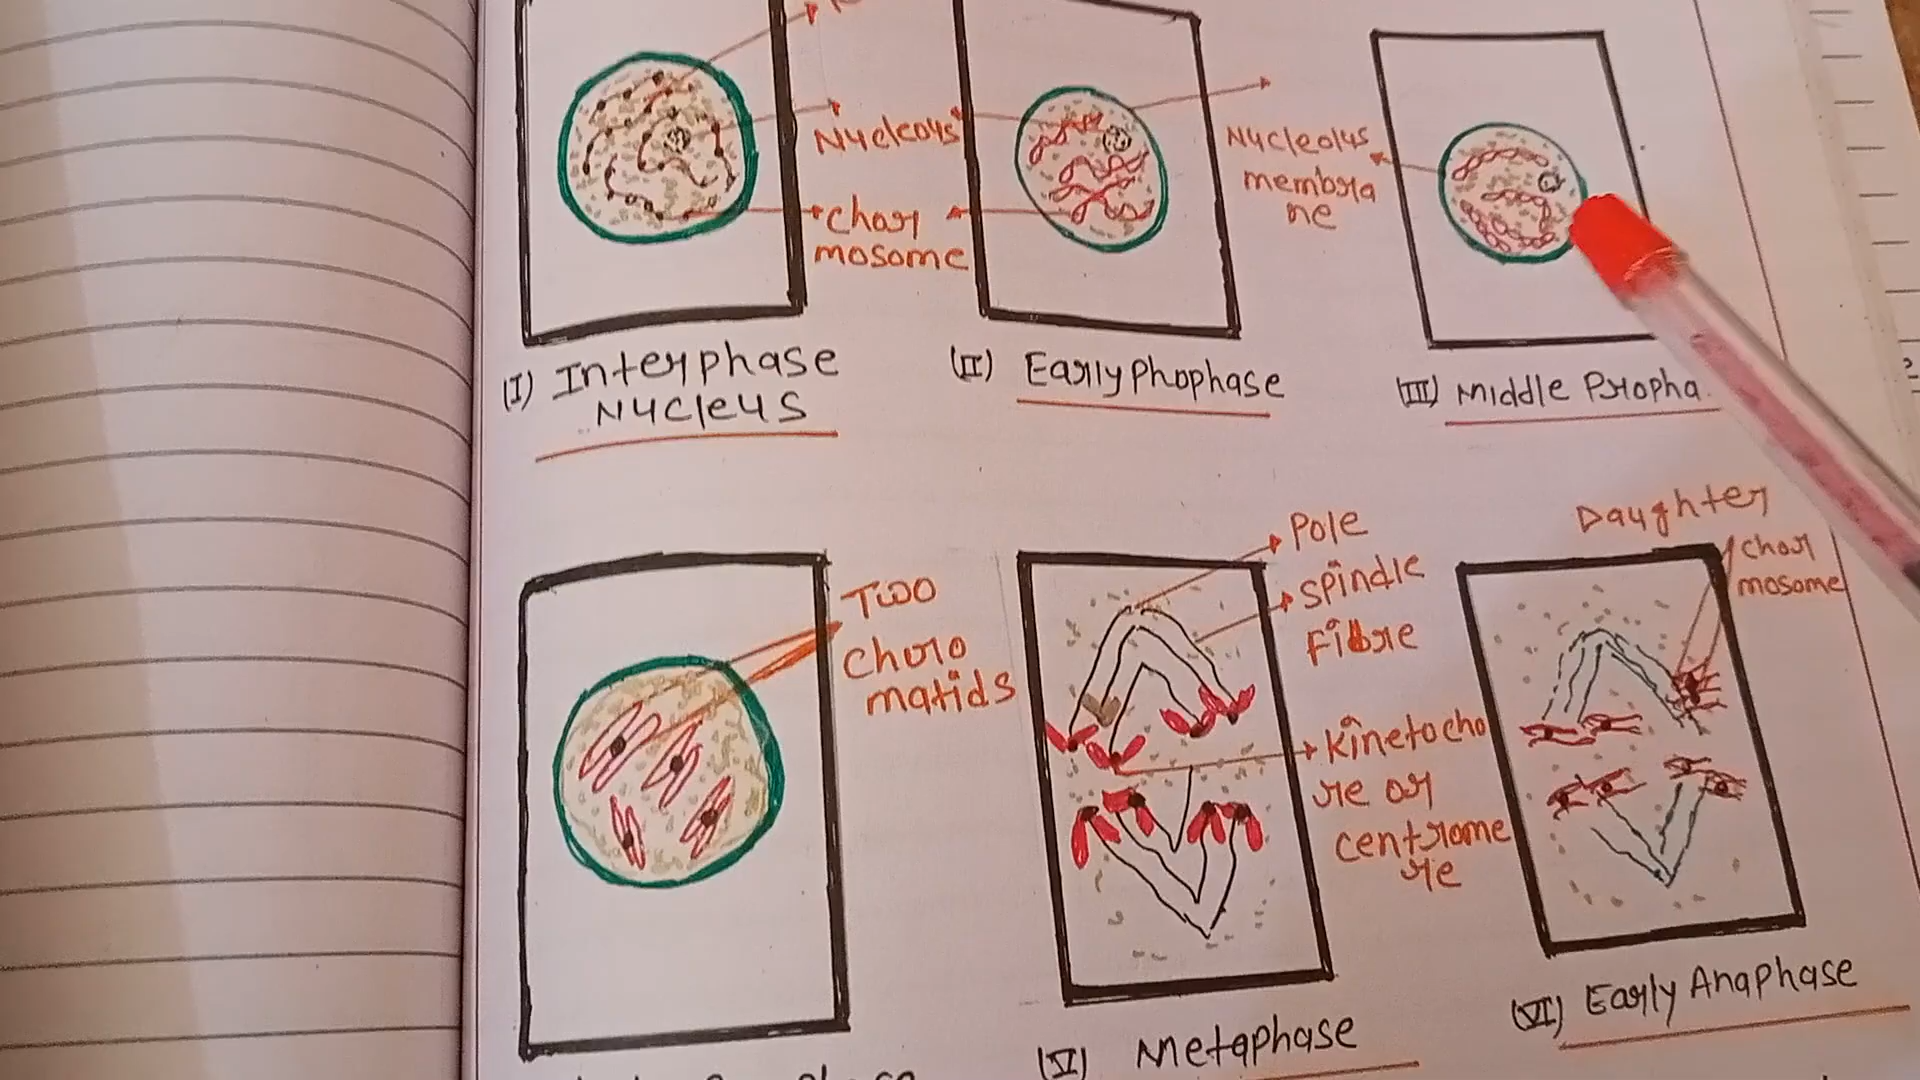 Nucleous
Chor
mosome
Nucleolus
membra
ne
(I) Interphase
Nucleus
(II) Early Phophase
(III) Middle Propha
Two
Chro
matids
Pole
Spindle
Fibre
Kinetocho
re or
centrome
re
Daughter
Chor
mosome
(V) Metaphase
(VI) Early Anaphase